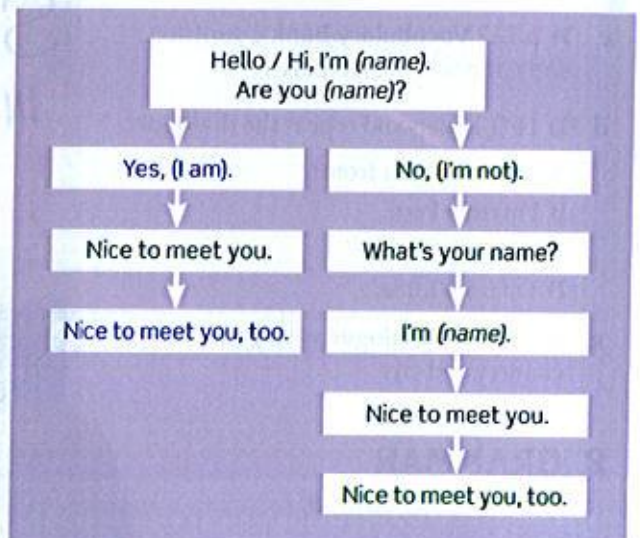 Hello / Hi, I'm (name).
Are you (name)?
Yes, (I am).
Nice to meet you.
Nice to meet you, too.
No, (I'm not).
What's your name?
I'm (name).
Nice to meet you.
Nice to meet you, too.